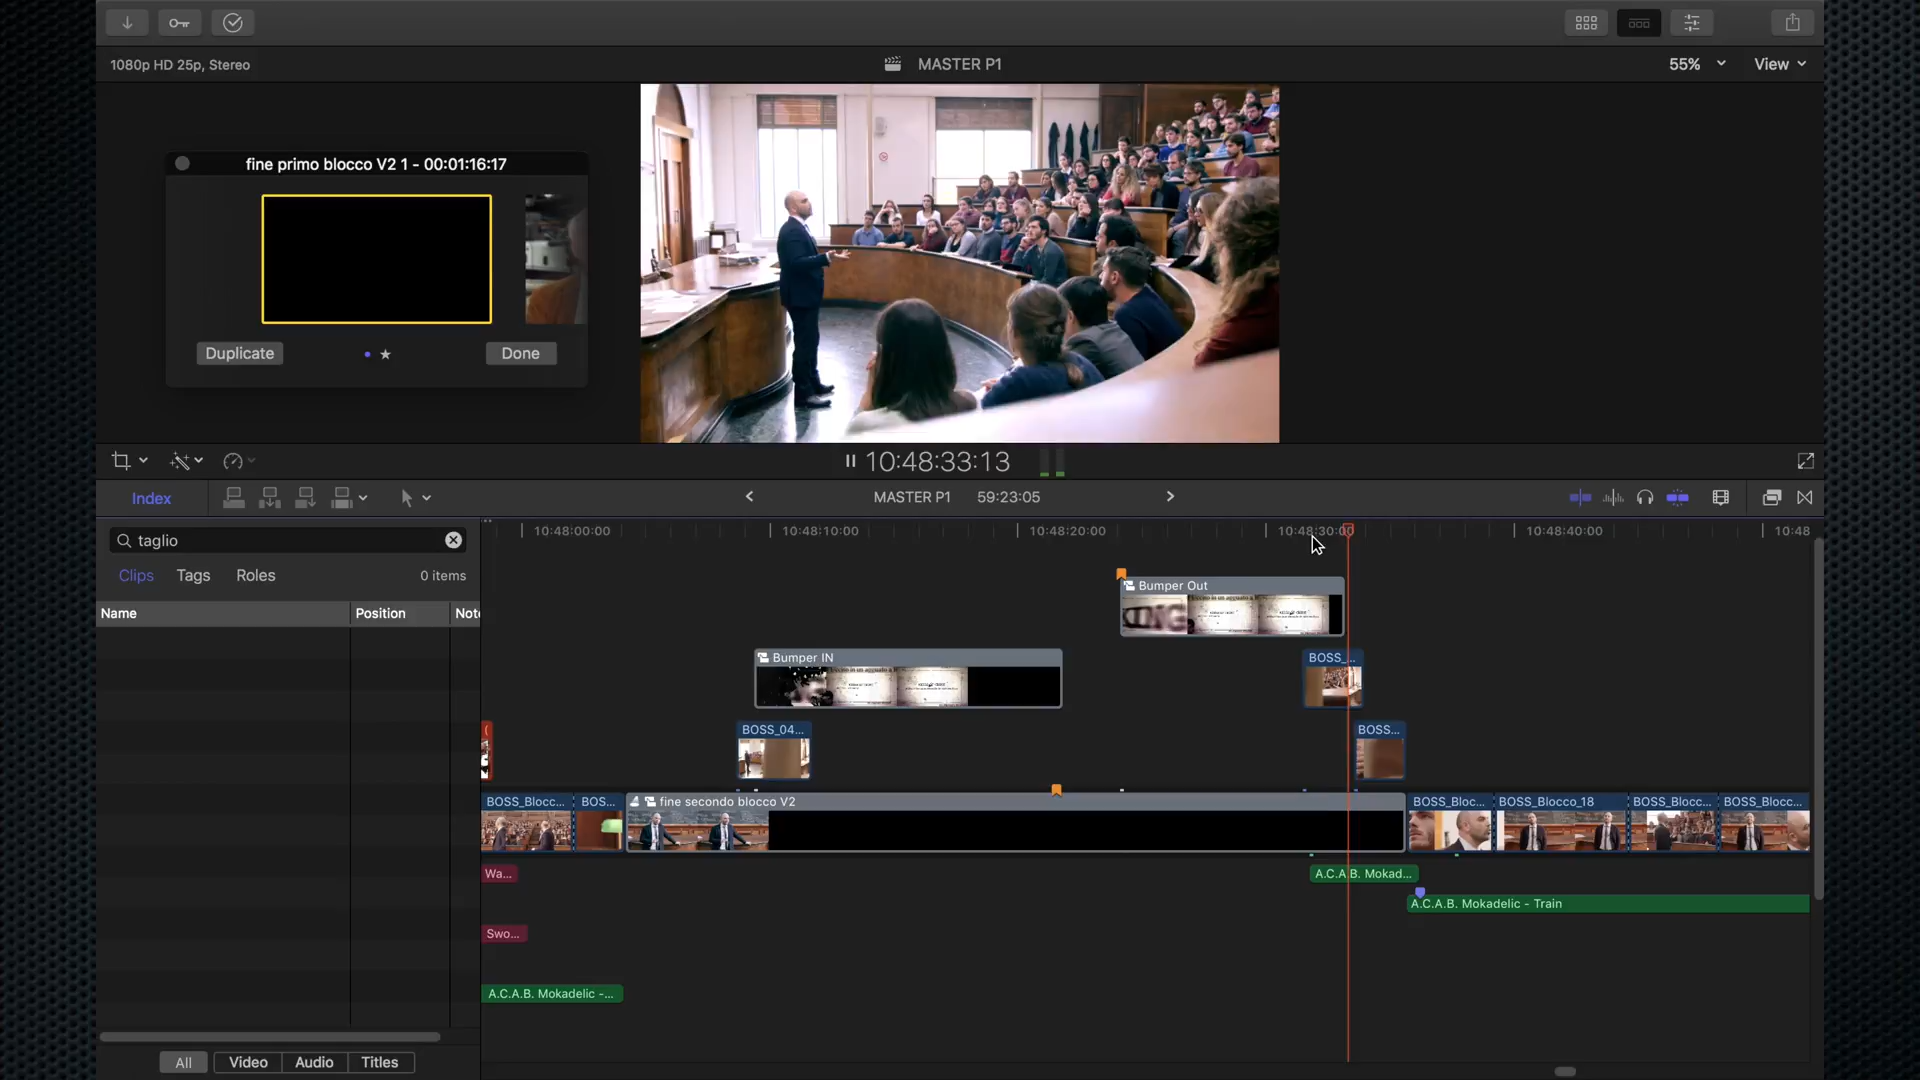 1080p HD 25p, Stereo
MASTER P1
55%
View
fine primo blocco V2 1 - 00:01:16:17
Duplicate
Done
10:48:33:13
Index
MASTER P1
59:23:05
taglio
Clips
Tags
Roles
0 items
Name
Position
Note
10:48:00:00
10:48:10:00
10:48:20:00
10:48:30:00
10:48:40:00
10:48
Bumper Out
Bumper IN
BOSS_...
BOSS_04...
BOSS...
BOSS_Blocc...
BOS...
fine secondo blocco V2
BOSS_Bloc...
BOSS_Blocco_18
BOSS_Blocc...
BOSS_Blocc...
Wa...
A.C.A.B. Mokad...
A.C.A.B. Mokadelic - Train
Swo...
A.C.A.B. Mokadelic -...
All
Video
Audio
Titles